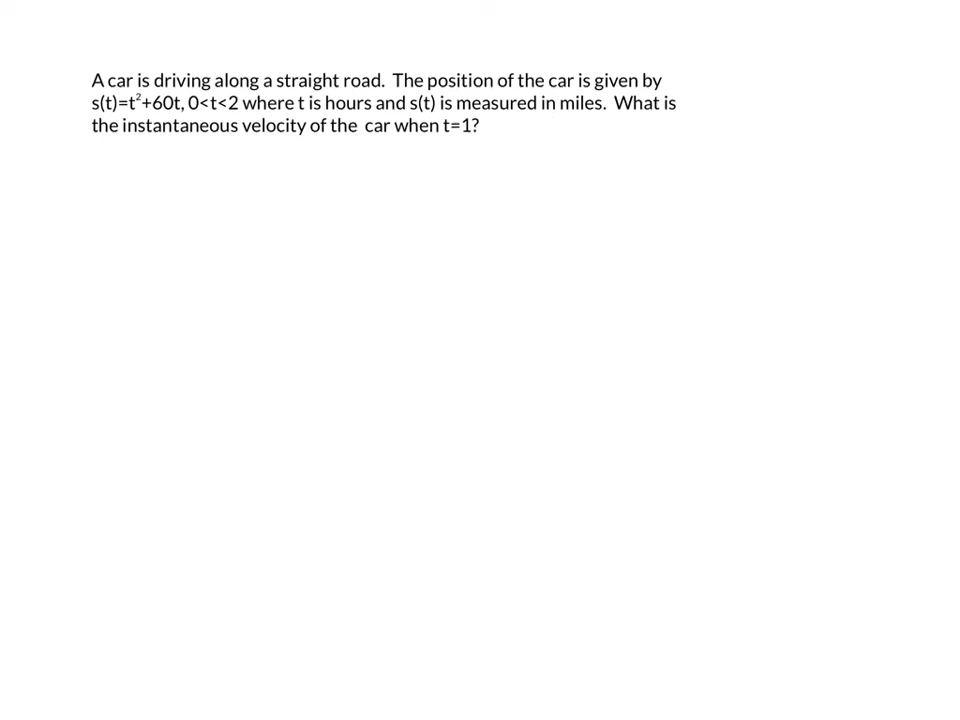 A car is driving along a straight road.  The position of the car is given by
s(t)=t²+60t, 0<t<2 where t is hours and s(t) is measured in miles.  What is
the instantaneous velocity of the  car when t=1?